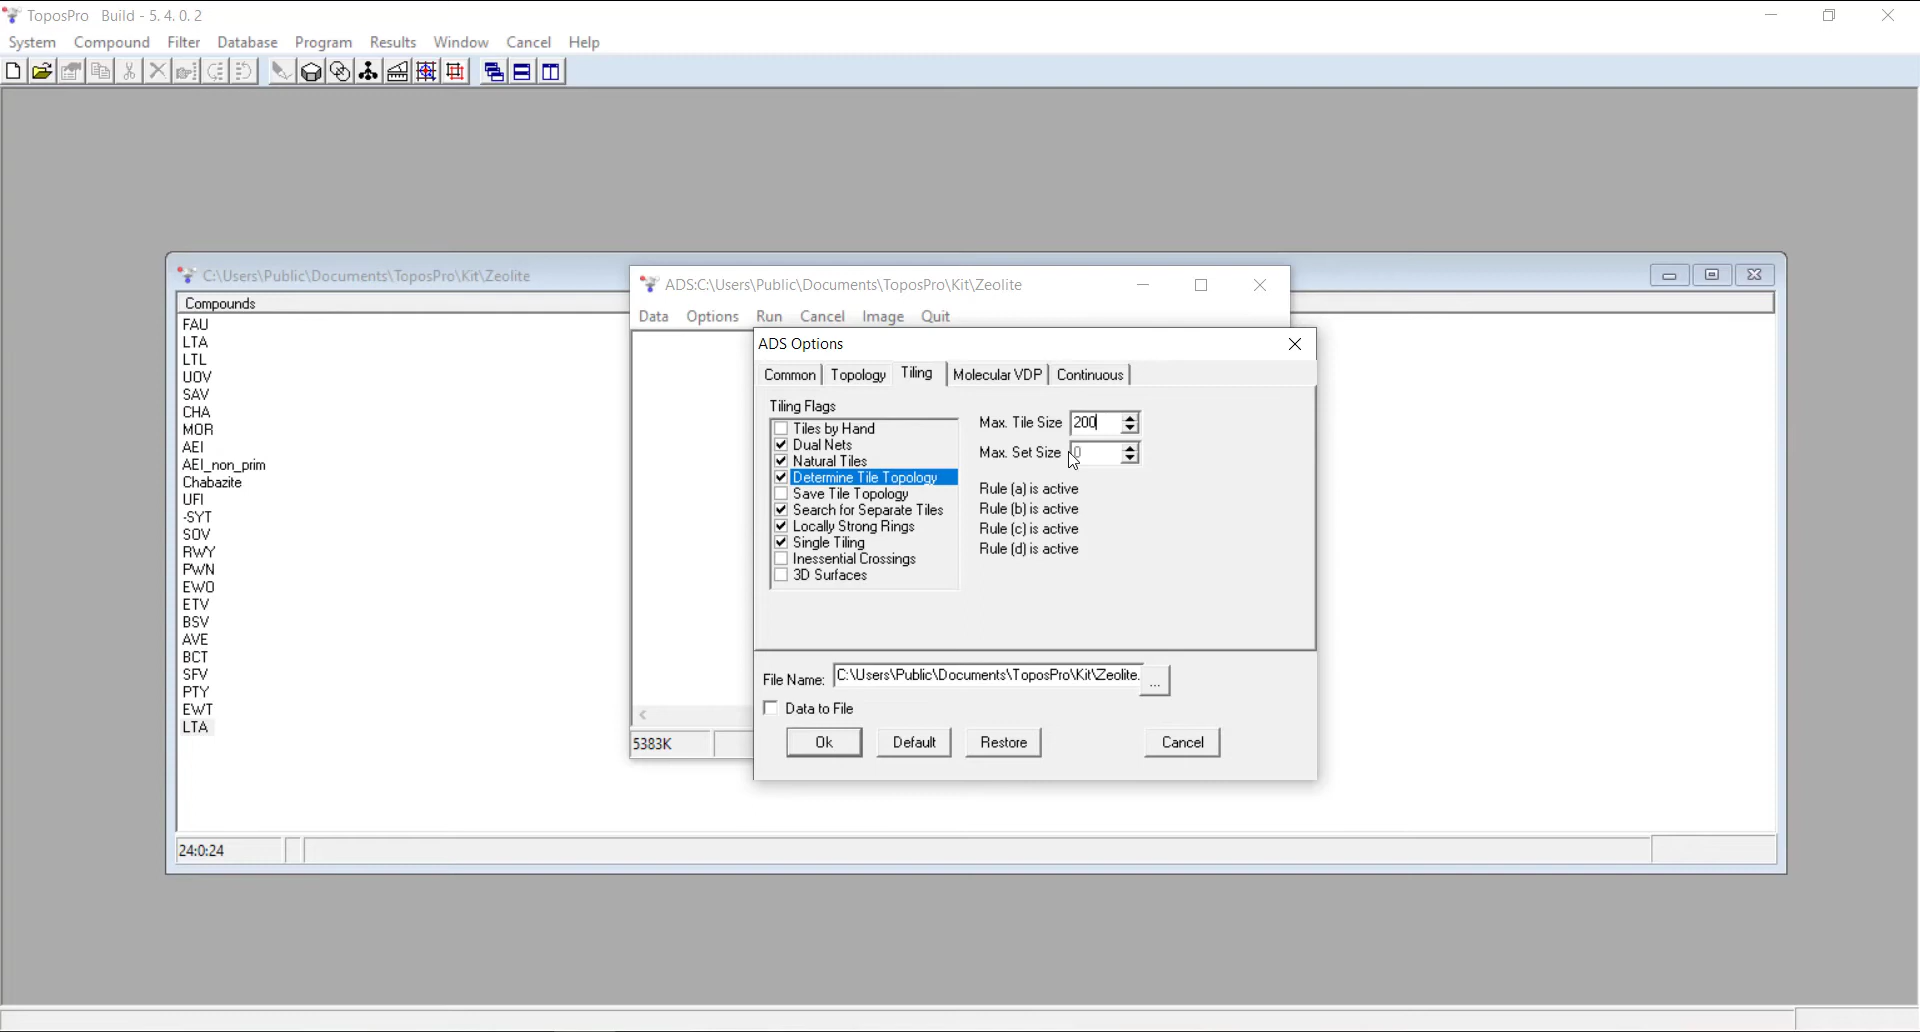 ToposPro Build - 5. 4. 0. 2
System Compound Filter Database Program Results Window Cancel Help
C:\Users\Public\Documents\ToposPro\Kit\Zeolite
Compounds
FAU
LTA
LTL
UOV
SAV
CHA
MOR
AEI
AEI_non_prim
Chabazite
UFI
-SYT
SOV
RWY
PWN
EWO
ETV
BSV
AVE
BCT
SFV
PTY
EWT
LTA
24:0:24
ADS:C:\Users\Public\Documents\ToposPro\Kit\Zeolite
Data Options Run Cancel Image Quit
5383K
ADS Options
Common Topology Tiling Molecular VDP Continuous
Tiling Flags
Tiles by Hand
Dual Nets
Natural Tiles
Determine Tile Topology
Save Tile Topology
Search for Separate Tiles
Locally Strong Rings
Single Tiling
Inessential Crossings
3D Surfaces
Max. Tile Size 200
Max. Set Size 0
Rule (a) is active
Rule (b) is active
Rule (c) is active
Rule (d) is active
File Name: C:\Users\Public\Documents\ToposPro\Kit\Zeolite. ...
Data to File
Ok Default Restore Cancel